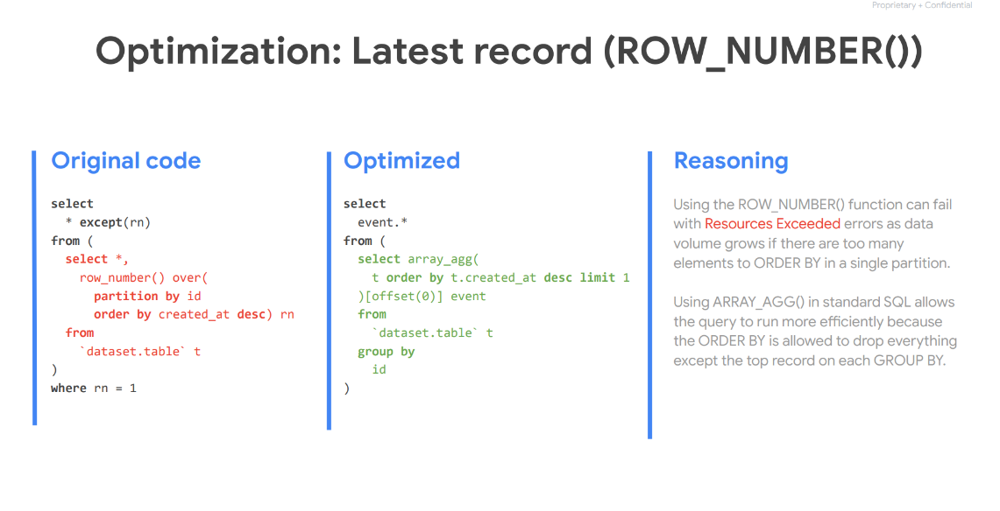 Proprietary + Confidential
Optimization: Latest record (ROW_NUMBER())
Original code
select
  * except(rn)
from (
  select *,
    row_number() over(
      partition by id
      order by created_at desc) rn
  from
    `dataset.table` t
)
where rn = 1
Optimized
select
  event.*
from (
  select array_agg(
    t order by t.created_at desc limit 1
  )[offset(0)] event
  from
    `dataset.table` t
  group by
    id
)
Reasoning
Using the ROW_NUMBER() function can fail
with Resources Exceeded errors as data
volume grows if there are too many
elements to ORDER BY in a single partition.
Using ARRAY_AGG() in standard SQL allows
the query to run more efficiently because
the ORDER BY is allowed to drop everything
except the top record on each GROUP BY.